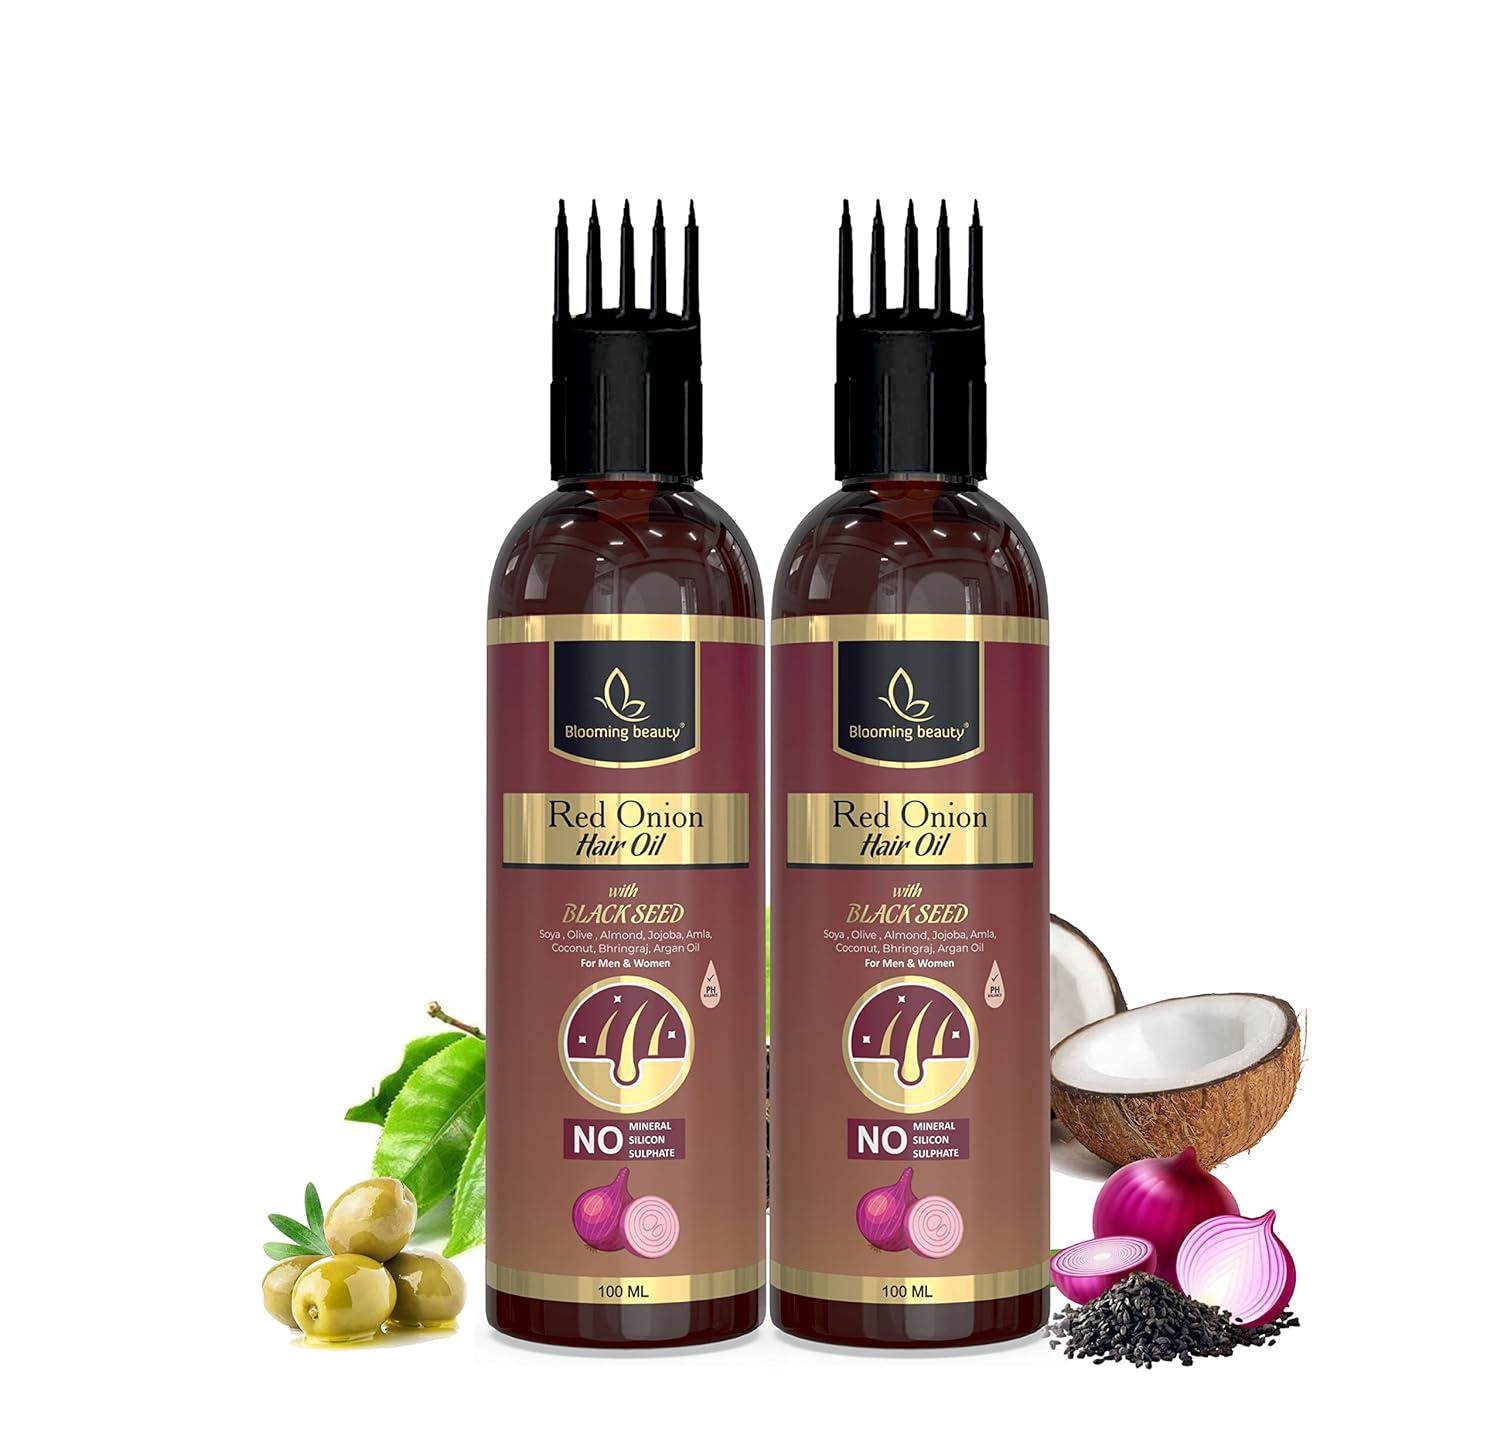 Blooming beauty®
Red Onion
Hair Oil
with
BLACK SEED
Soya , Olive , Almond, Jojoba, Amla,
Coconut, Bhringraj, Argan Oil
For Men & Women
PH
BALANCE
NO
MINERAL
SILICON
SULPHATE
100 ML
Blooming beauty®
Red Onion
Hair Oil
with
BLACK SEED
Soya , Olive , Almond, Jojoba, Amla,
Coconut, Bhringraj, Argan Oil
For Men & Women
PH
BALANCE
NO
MINERAL
SILICON
SULPHATE
100 ML